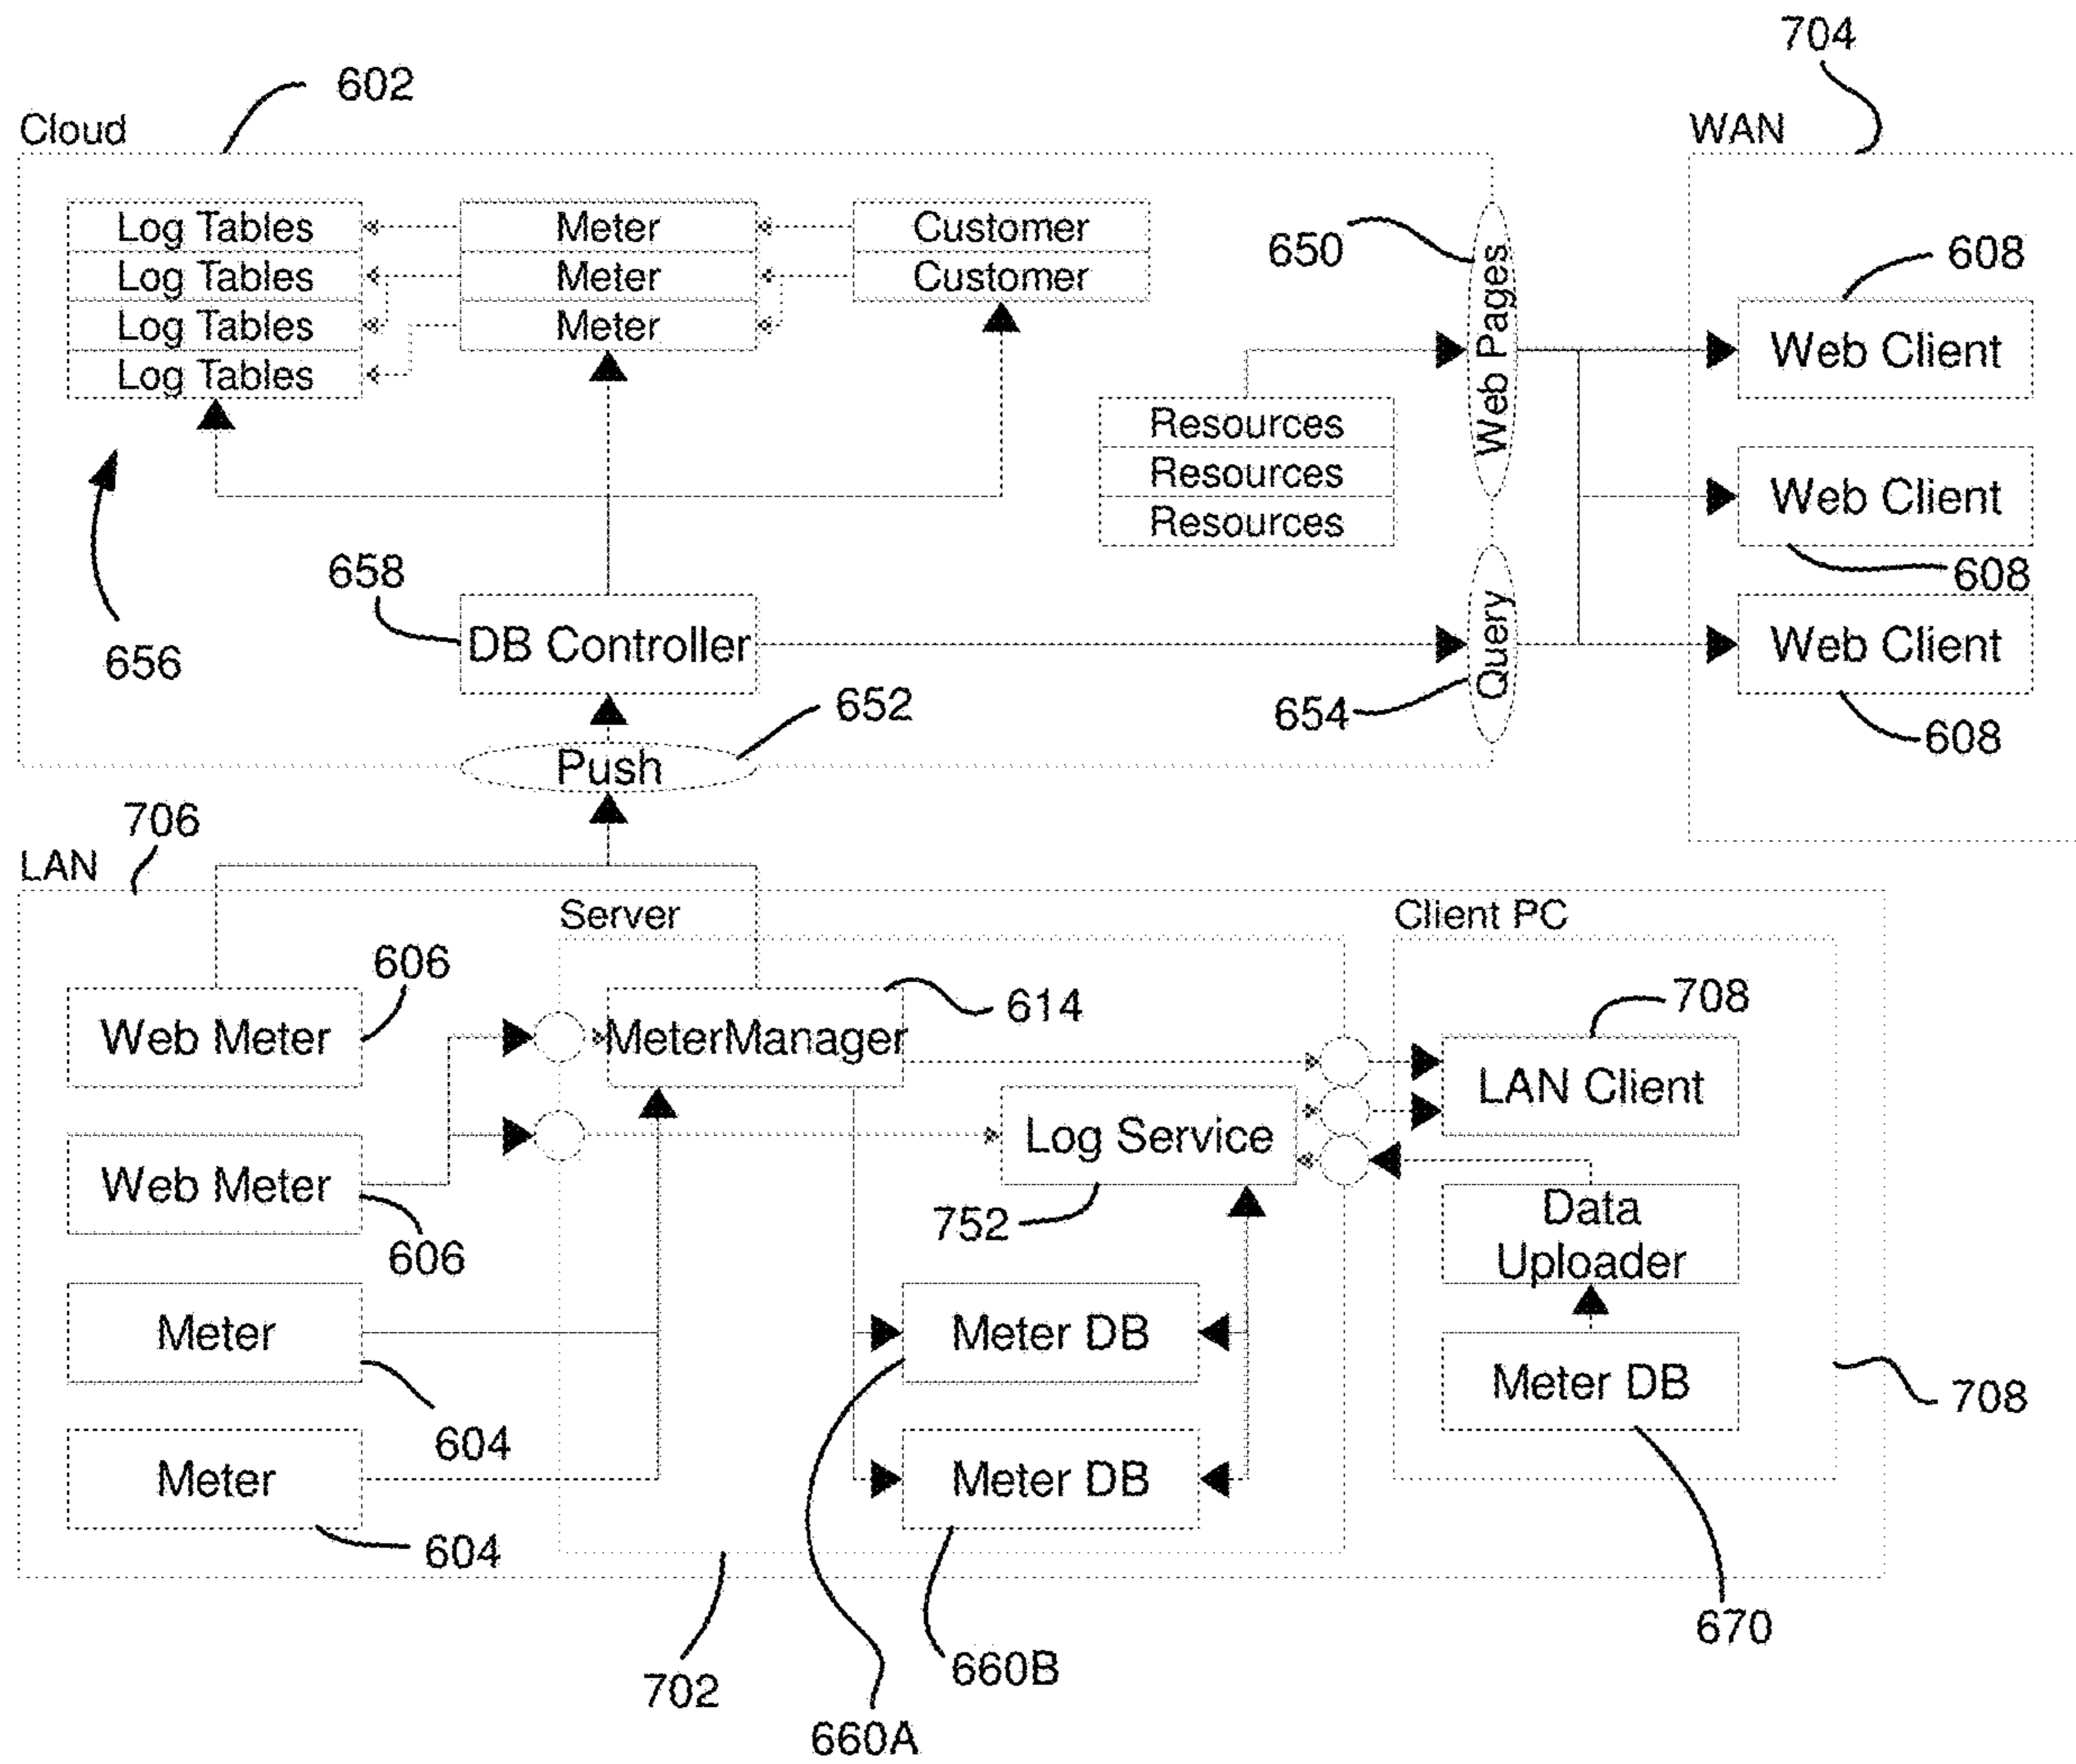 704
602
Cloud
WAN
Log Tables
Meter
Customer
Log Tables
Meter
Customer
Log Tables
Meter
Log Tables
650
Web Pages
608
Web Client
Resources
Resources
Resources
Web Client
608
658
DB Controller
656
652
Push
654
Query
Web Client
608
706
LAN
Server
Client PC
606
Web Meter
MeterManager
614
708
LAN Client
Web Meter
606
Log Service
752
Data
Uploader
Meter
604
Meter DB
Meter DB
708
Meter
604
Meter DB
670
702
660B
660A